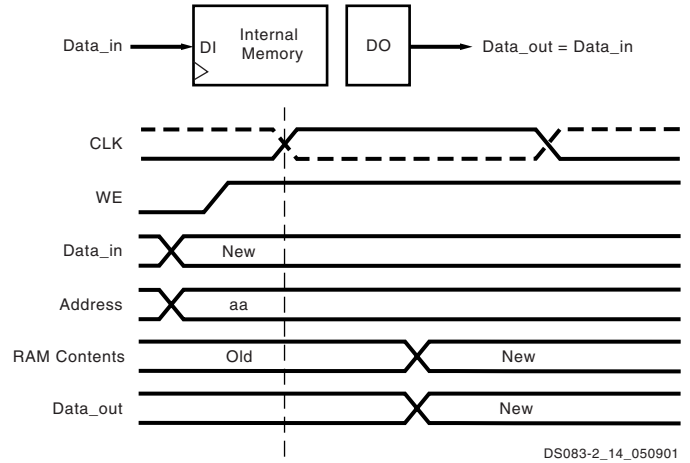 Data_in
DI
Internal
Memory
DO
Data_out = Data_in
CLK
WE
Data_in
New
Address
aa
RAM Contents
Old
New
Data_out
New
DS083-2_14_050901